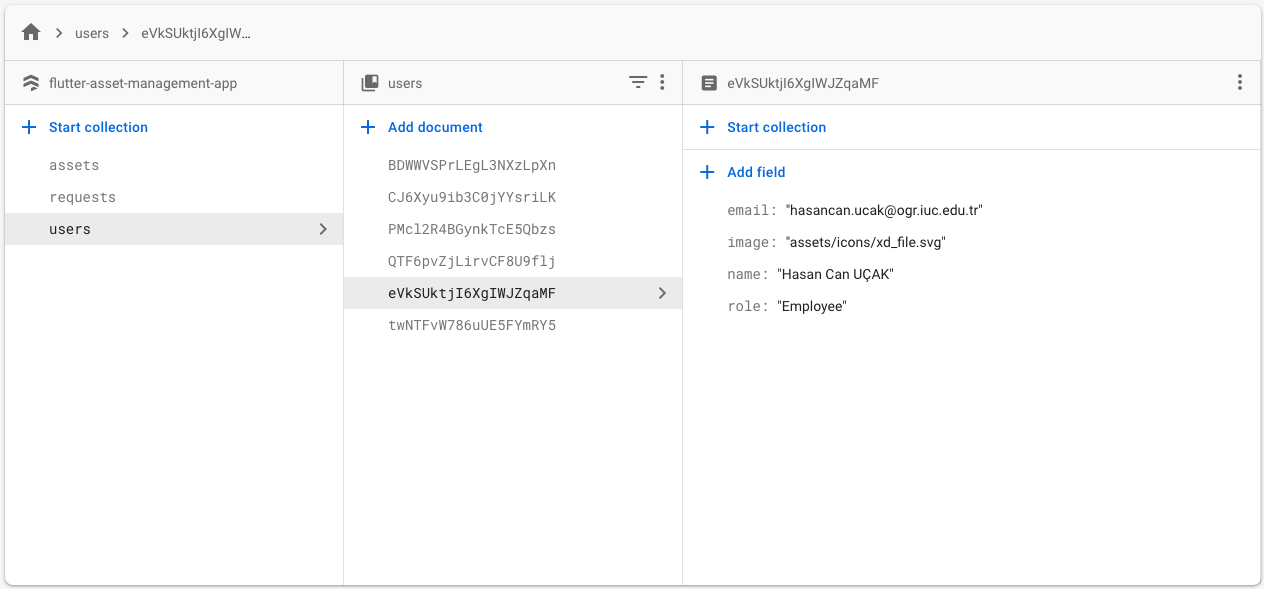 users eVkSUktjI6XgIW...
flutter-asset-management-app
Start collection
assets
requests
users
users
Add document
BDWWVSPrLEgL3NXzLpXn
CJ6Xyu9ib3C0jYYsriLK
PMcl2R4BGynkTcE5Qbzs
QTF6pvZjLirvCF8U9flj
eVkSUktjI6XgIWJZqaMF
twNTFvW786uUE5FYmRY5
eVkSUktjI6XgIWJZqaMF
Start collection
Add field
email: "hasancan.ucak@ogr.iuc.edu.tr"
image: "assets/icons/xd_file.svg"
name: "Hasan Can UÇAK"
role: "Employee"